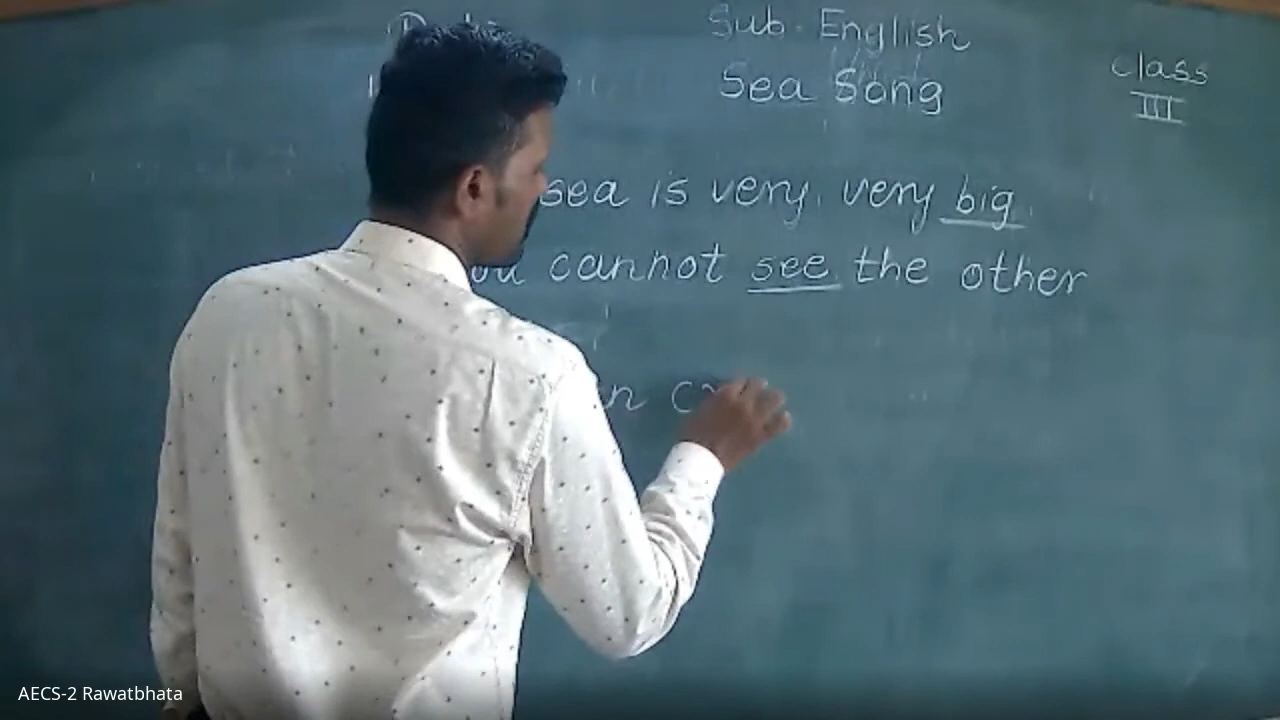 Sub. English
Sea Song
Class
III
sea is very, very big.
cannot see the other
AECS-2 Rawatbhata